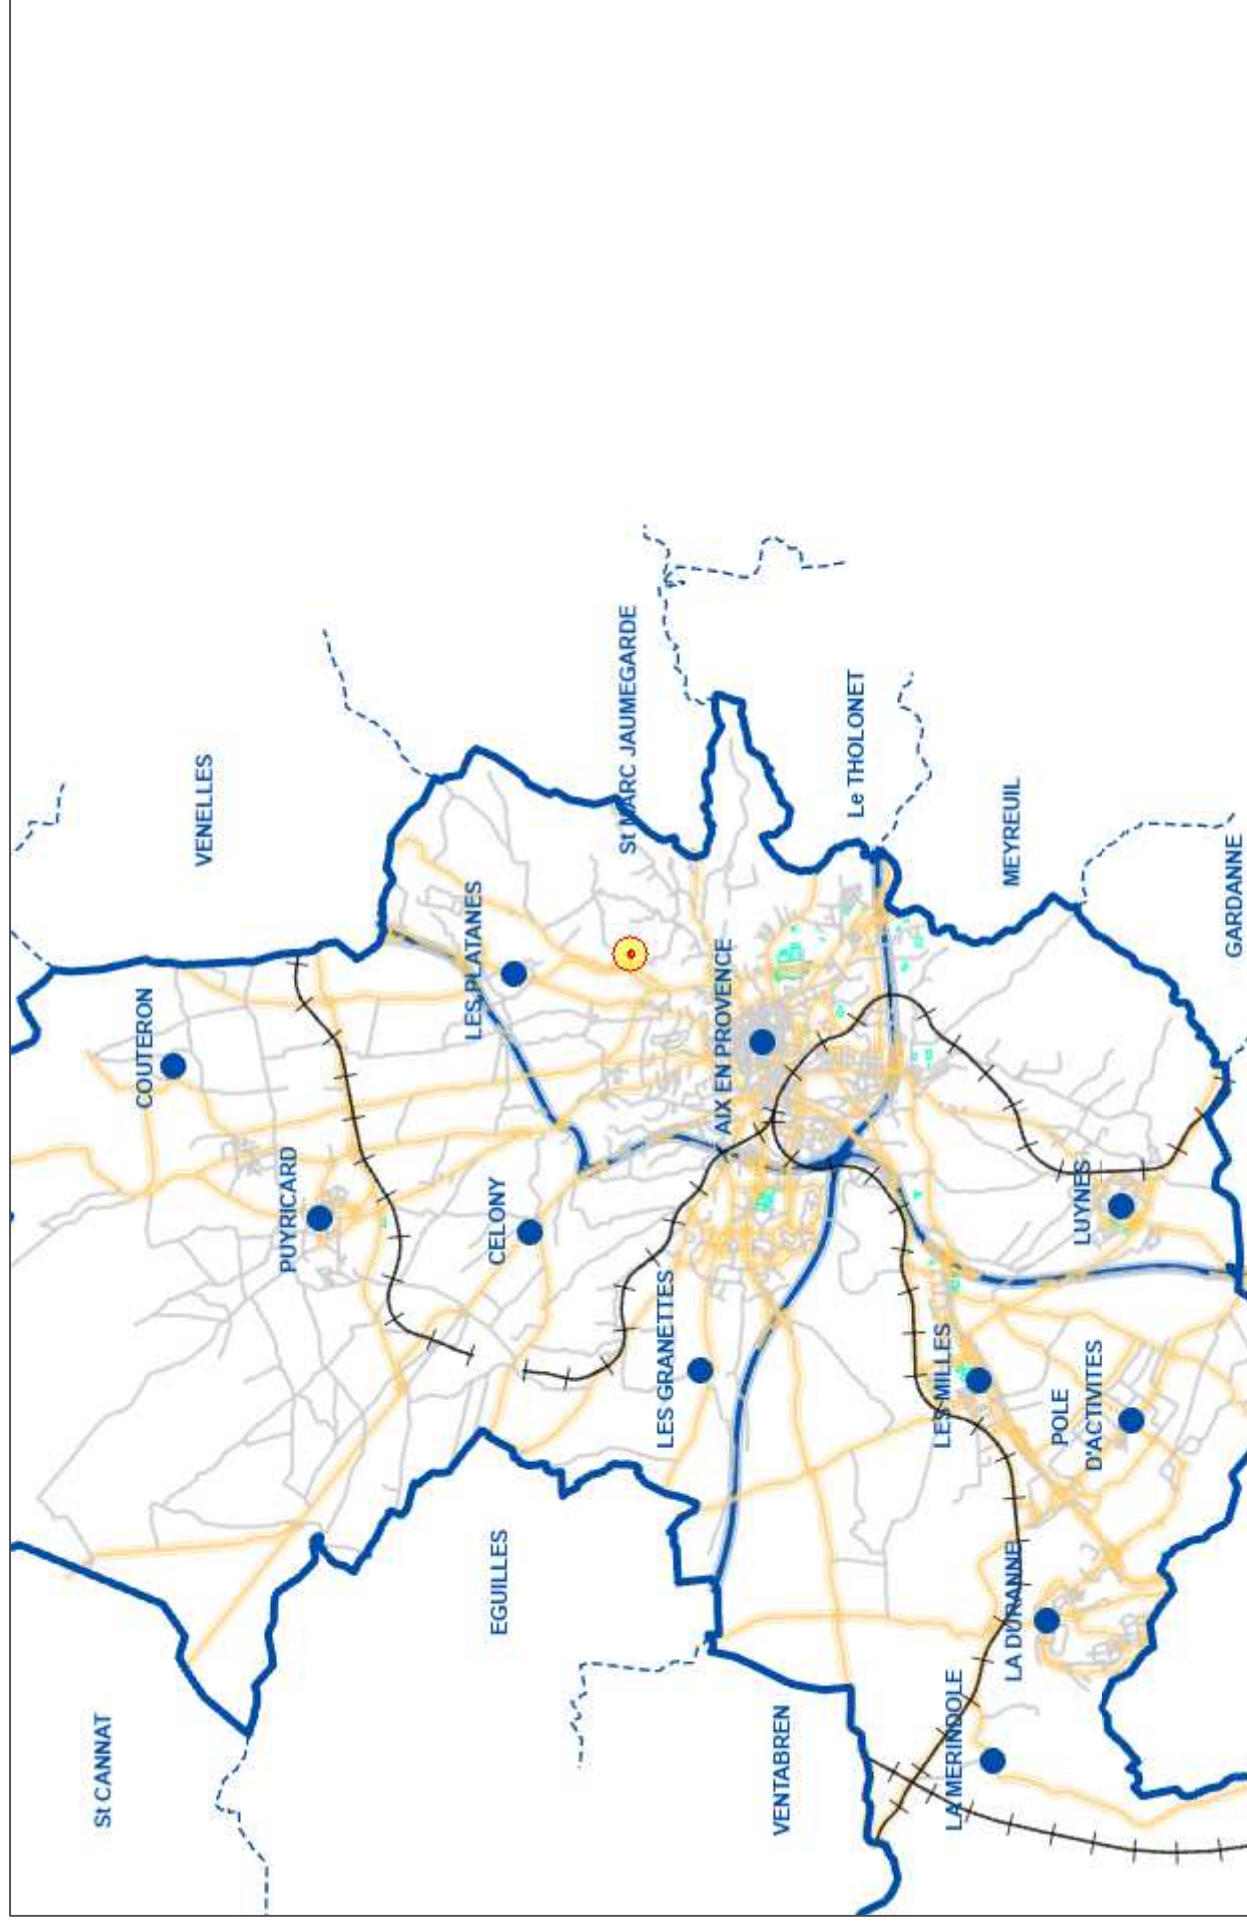 St CANNAT
COUTERON
VENELLES
PUYRICARD
CELONY
LES PLATANES
EGUILLES
LES GRANETTES
St MARC JAUMEGARDE
AIX EN PROVENCE
VENTABREN
Le THOLONET
LA MERINDOLE
LES MILLES
LA DURANNE
MEYREUIL
POLE
D'ACTIVITES
LUYNES
GARDANNE